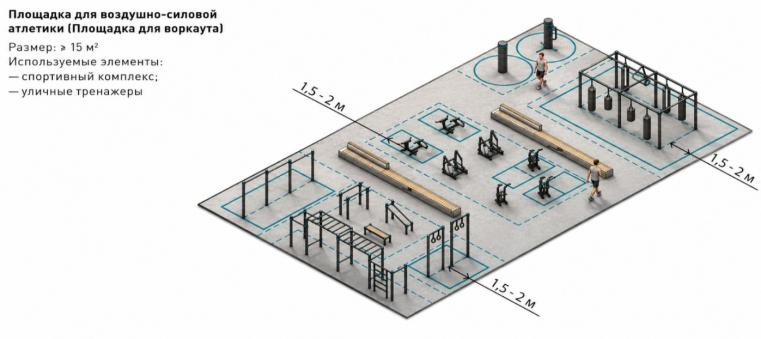 Площадка для воздушно-силовой
атлетики (Площадка для воркаута)
Размер: ≥ 15 м²
Используемые элементы:
— спортивный комплекс;
— уличные тренажеры
1,5 - 2 м
1,5 - 2 м
1,5 - 2 м